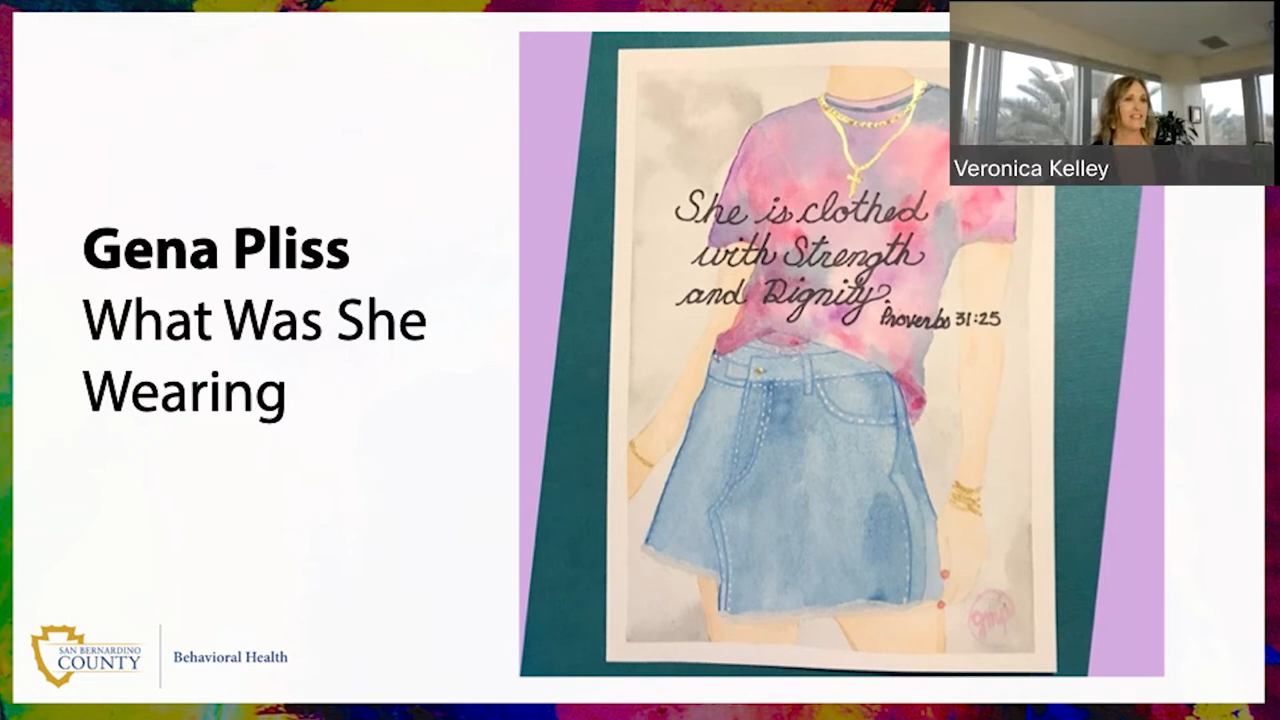 Gena Pliss
What Was She
Wearing
She is clothed
with Strength
and Dignity.
Proverbs 31:25
gmp
Veronica Kelley
SAN BERNARDINO
COUNTY
Behavioral Health